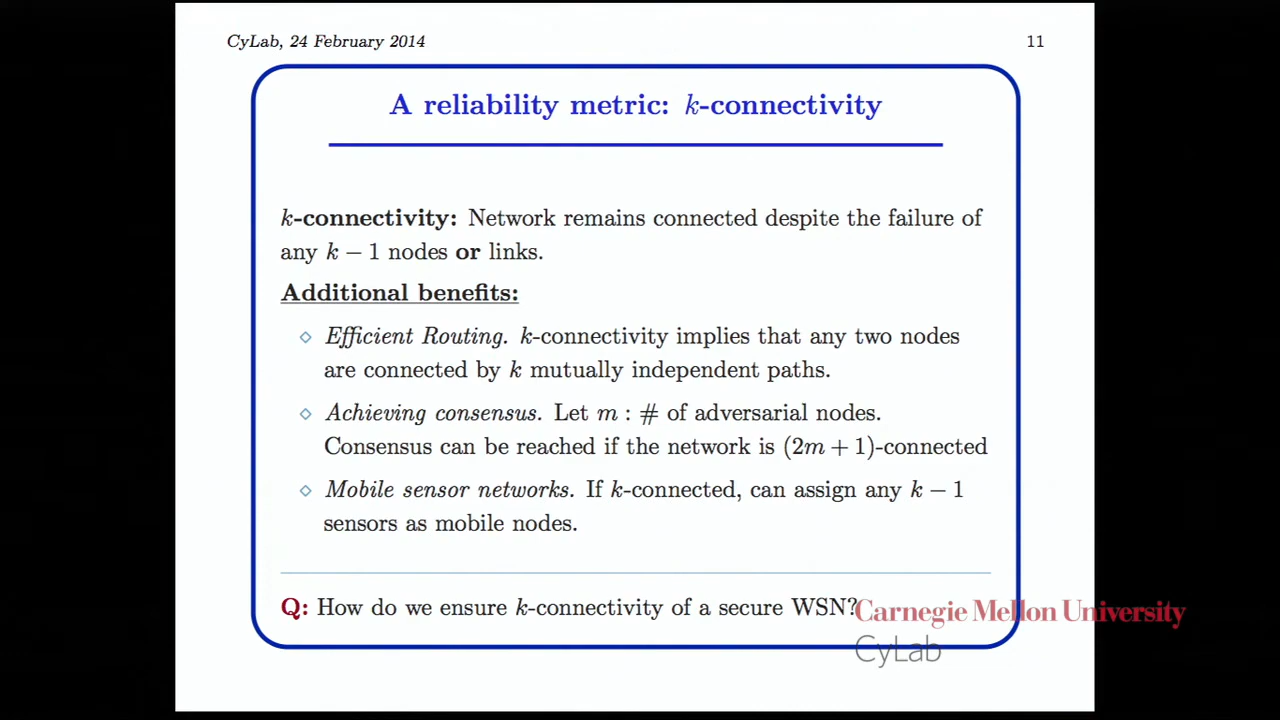 CyLab, 24 February 2014
11
A reliability metric: k-connectivity
k-connectivity: Network remains connected despite the failure of
any k − 1 nodes or links.
Additional benefits:
◇ Efficient Routing. k-connectivity implies that any two nodes
are connected by k mutually independent paths.
◇ Achieving consensus. Let m : # of adversarial nodes.
Consensus can be reached if the network is (2m + 1)-connected
◇ Mobile sensor networks. If k-connected, can assign any k − 1
sensors as mobile nodes.
Q: How do we ensure k-connectivity of a secure WSN?
Carnegie Mellon University
CyLab